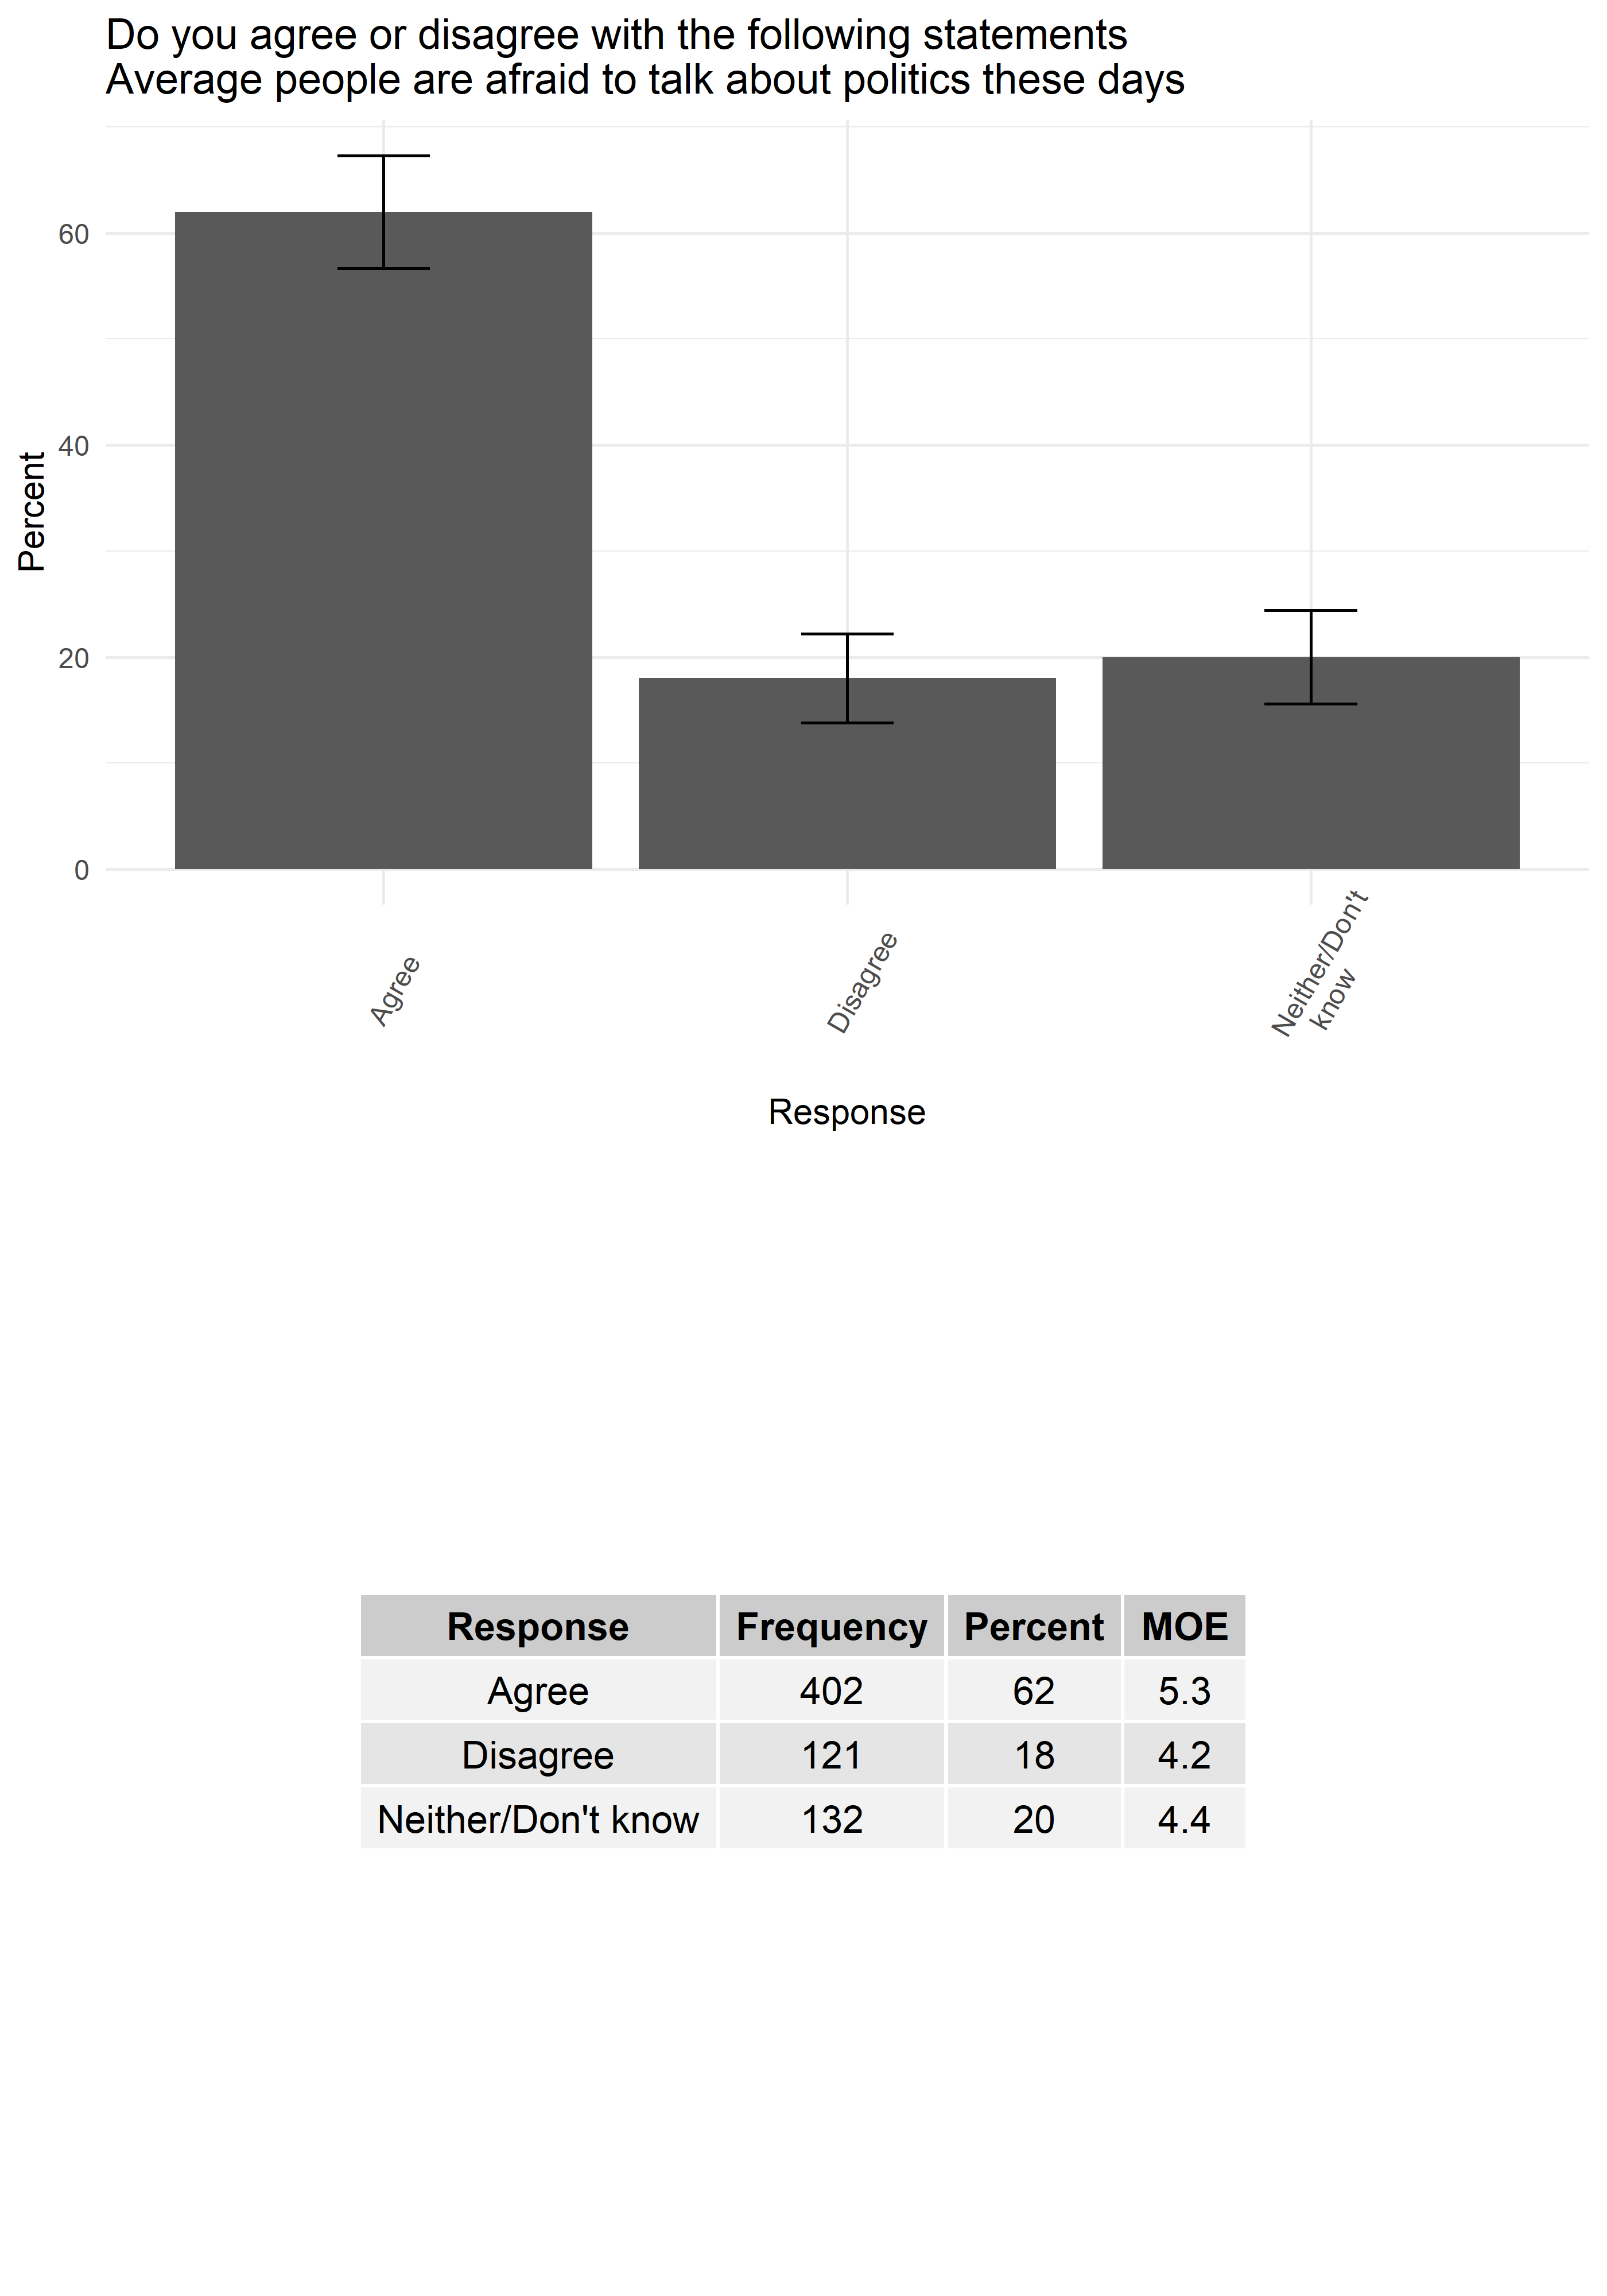 Do you agree or disagree with the following statements
Average people are afraid to talk about politics these days
Percent
60
40
20
0
Agree
Disagree
Neither/Don't
know
Response
Response Frequency Percent MOE
Agree 402 62 5.3
Disagree 121 18 4.2
Neither/Don't know 132 20 4.4